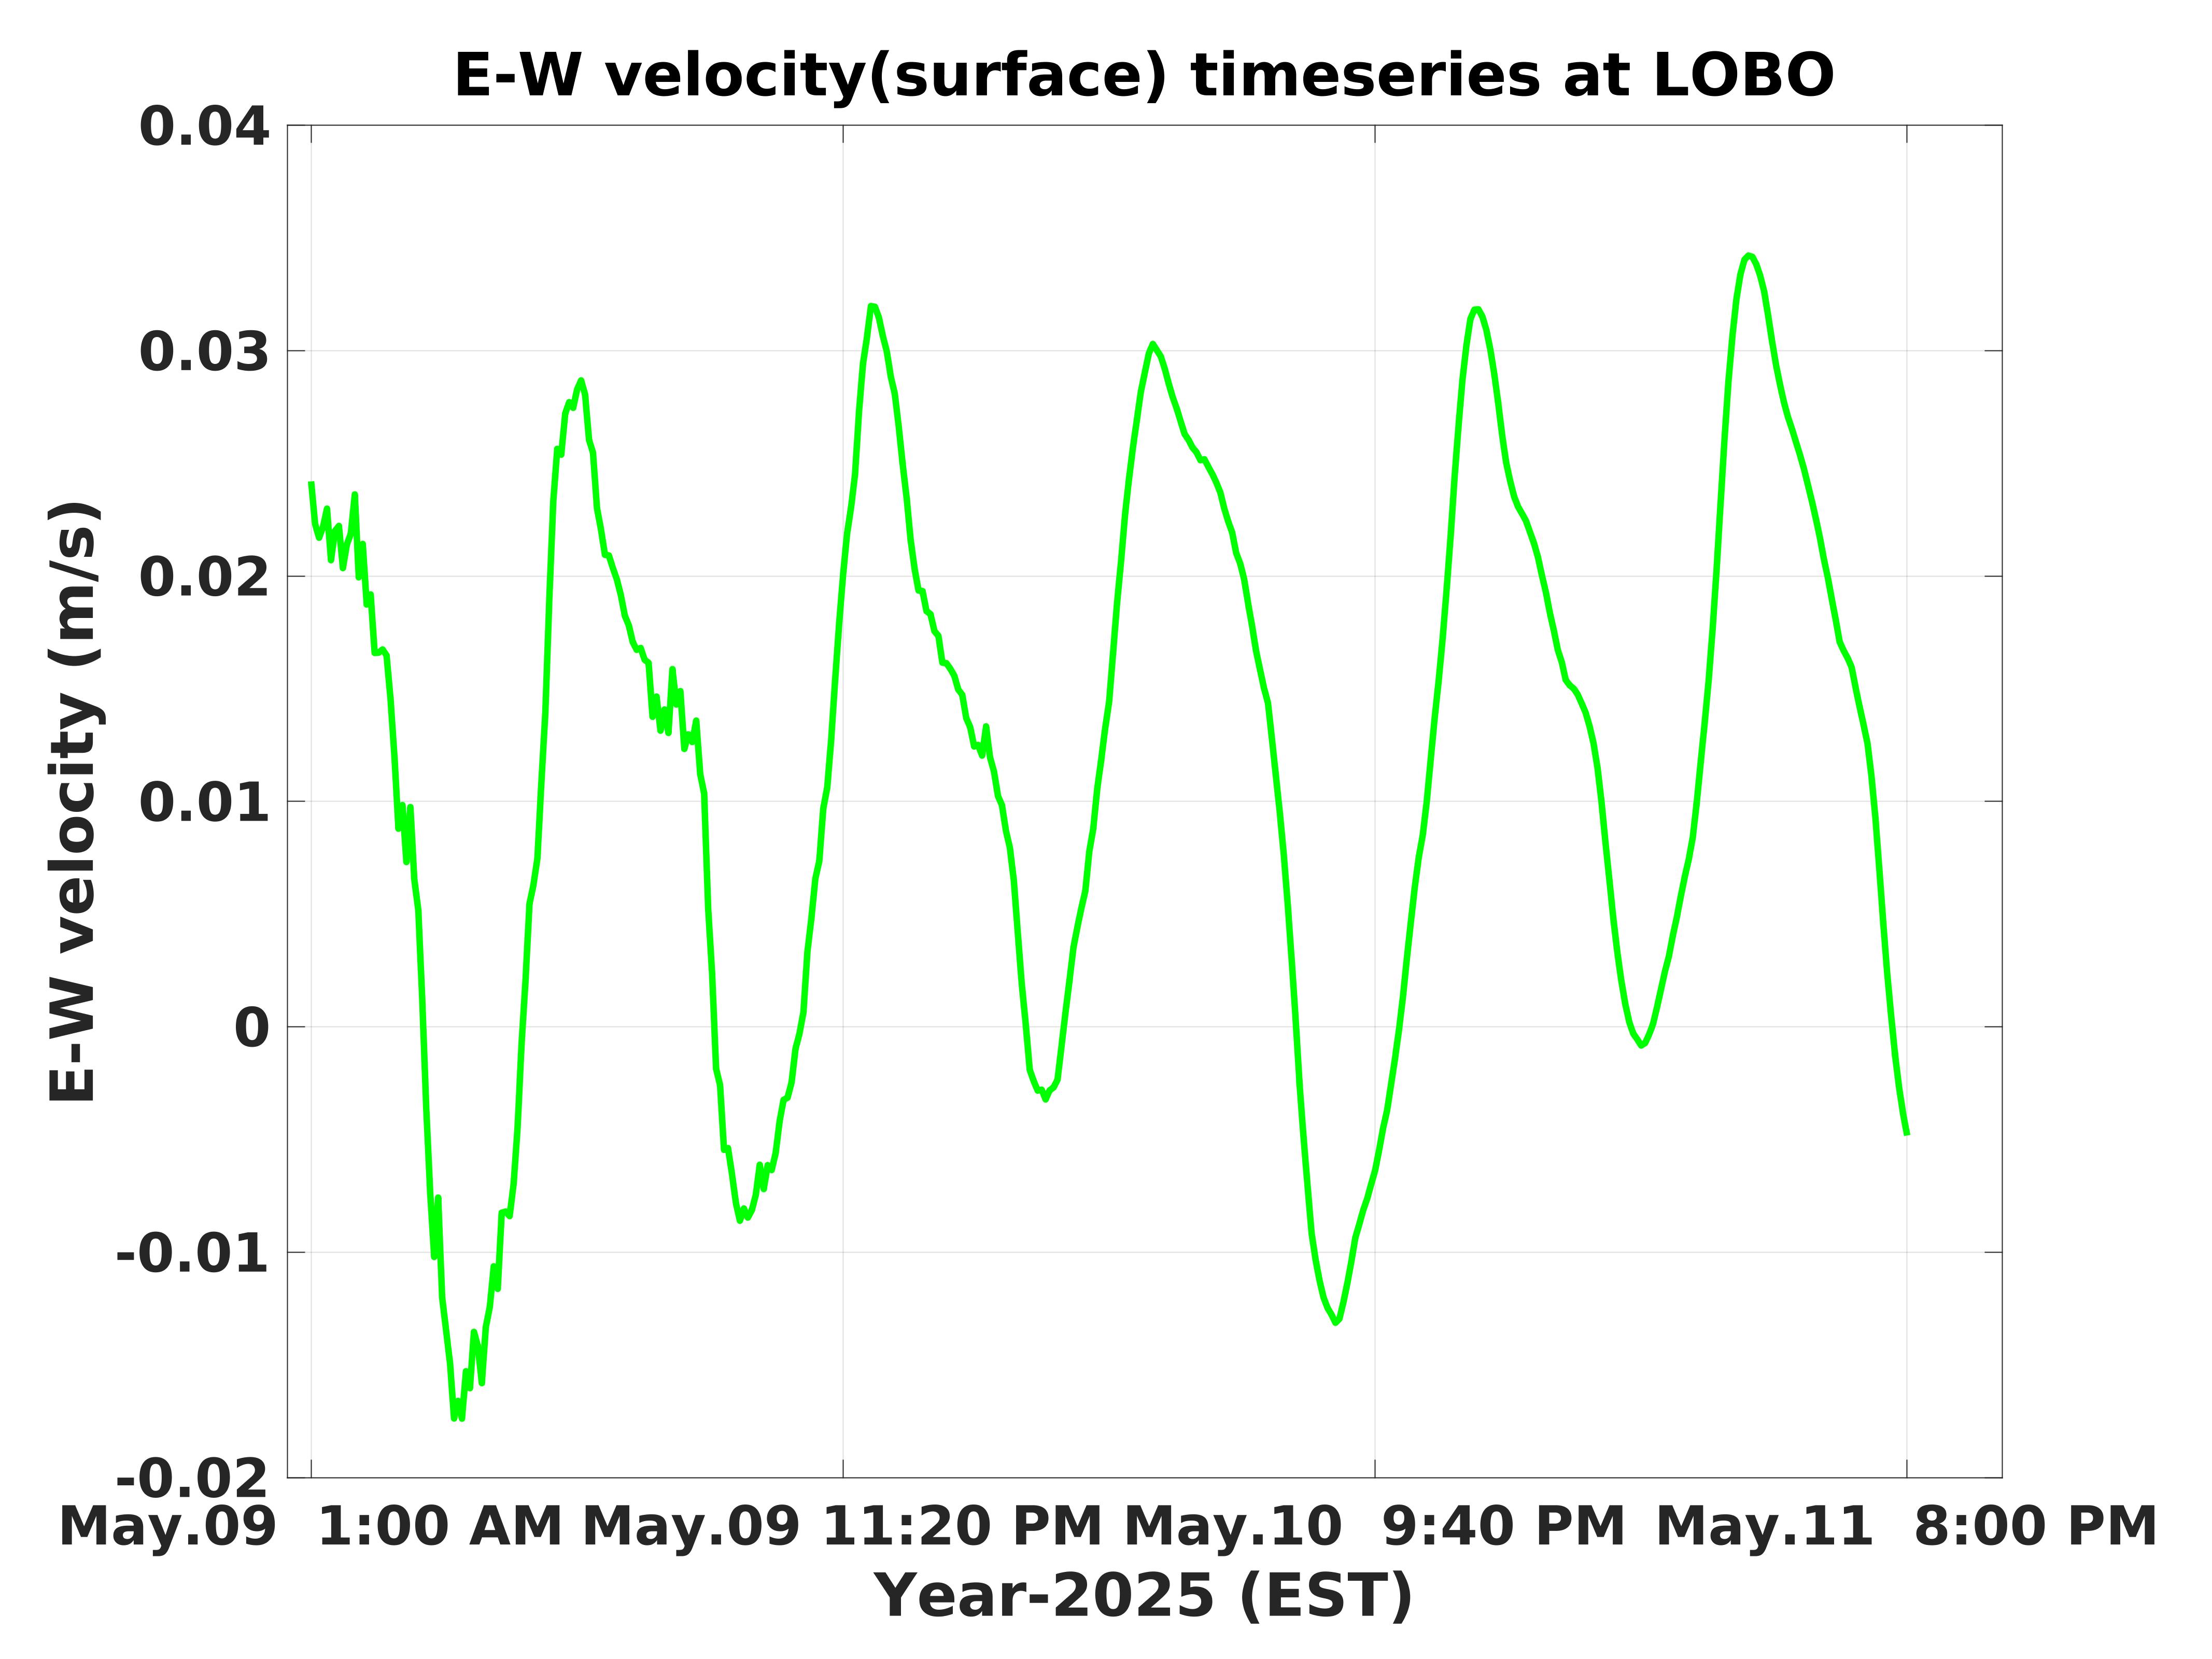 E-W velocity(surface) timeseries at LOBO
E-W velocity (m/s)
0.04
0.03
0.02
0.01
0
-0.01
-0.02
May.09 1:00 AM May.09 11:20 PM May.10 9:40 PM May.11 8:00 PM
Year-2025 (EST)